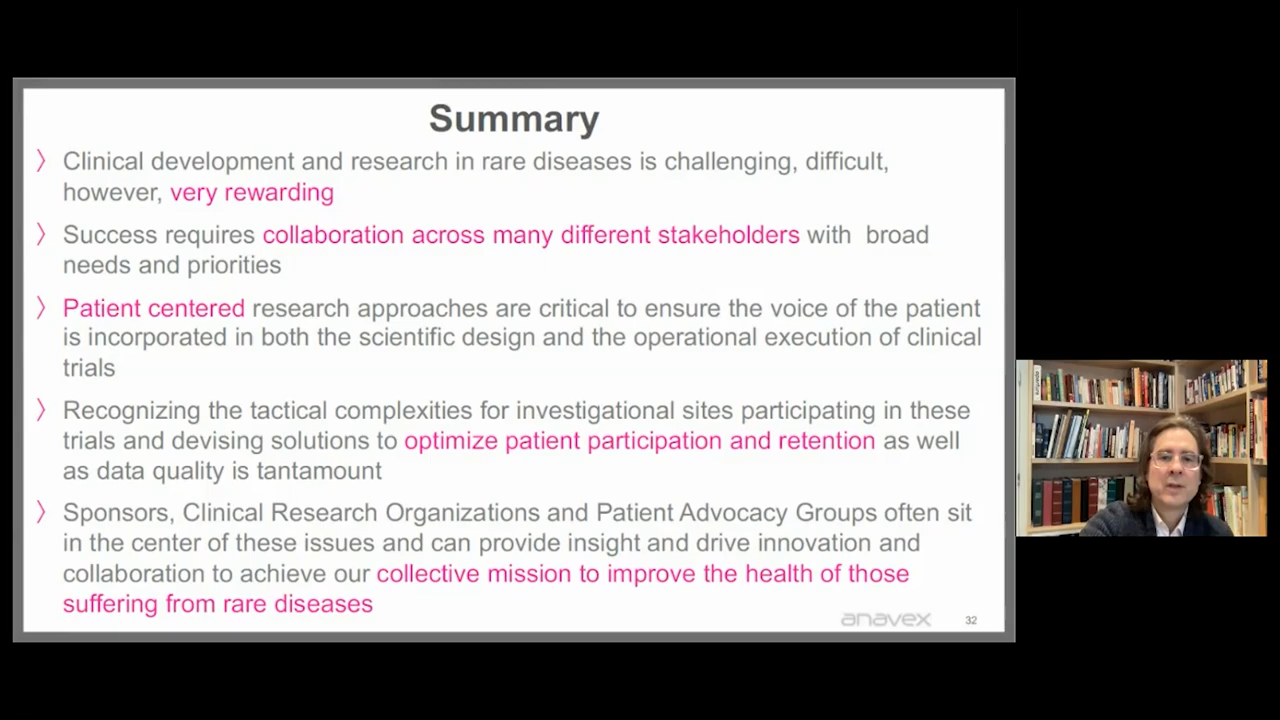 Summary
〉 Clinical development and research in rare diseases is challenging, difficult,
however, very rewarding
〉 Success requires collaboration across many different stakeholders with broad
needs and priorities
〉 Patient centered research approaches are critical to ensure the voice of the patient
is incorporated in both the scientific design and the operational execution of clinical
trials
〉 Recognizing the tactical complexities for investigational sites participating in these
trials and devising solutions to optimize patient participation and retention as well
as data quality is tantamount
〉 Sponsors, Clinical Research Organizations and Patient Advocacy Groups often sit
in the center of these issues and can provide insight and drive innovation and
collaboration to achieve our collective mission to improve the health of those
suffering from rare diseases
anavex
32